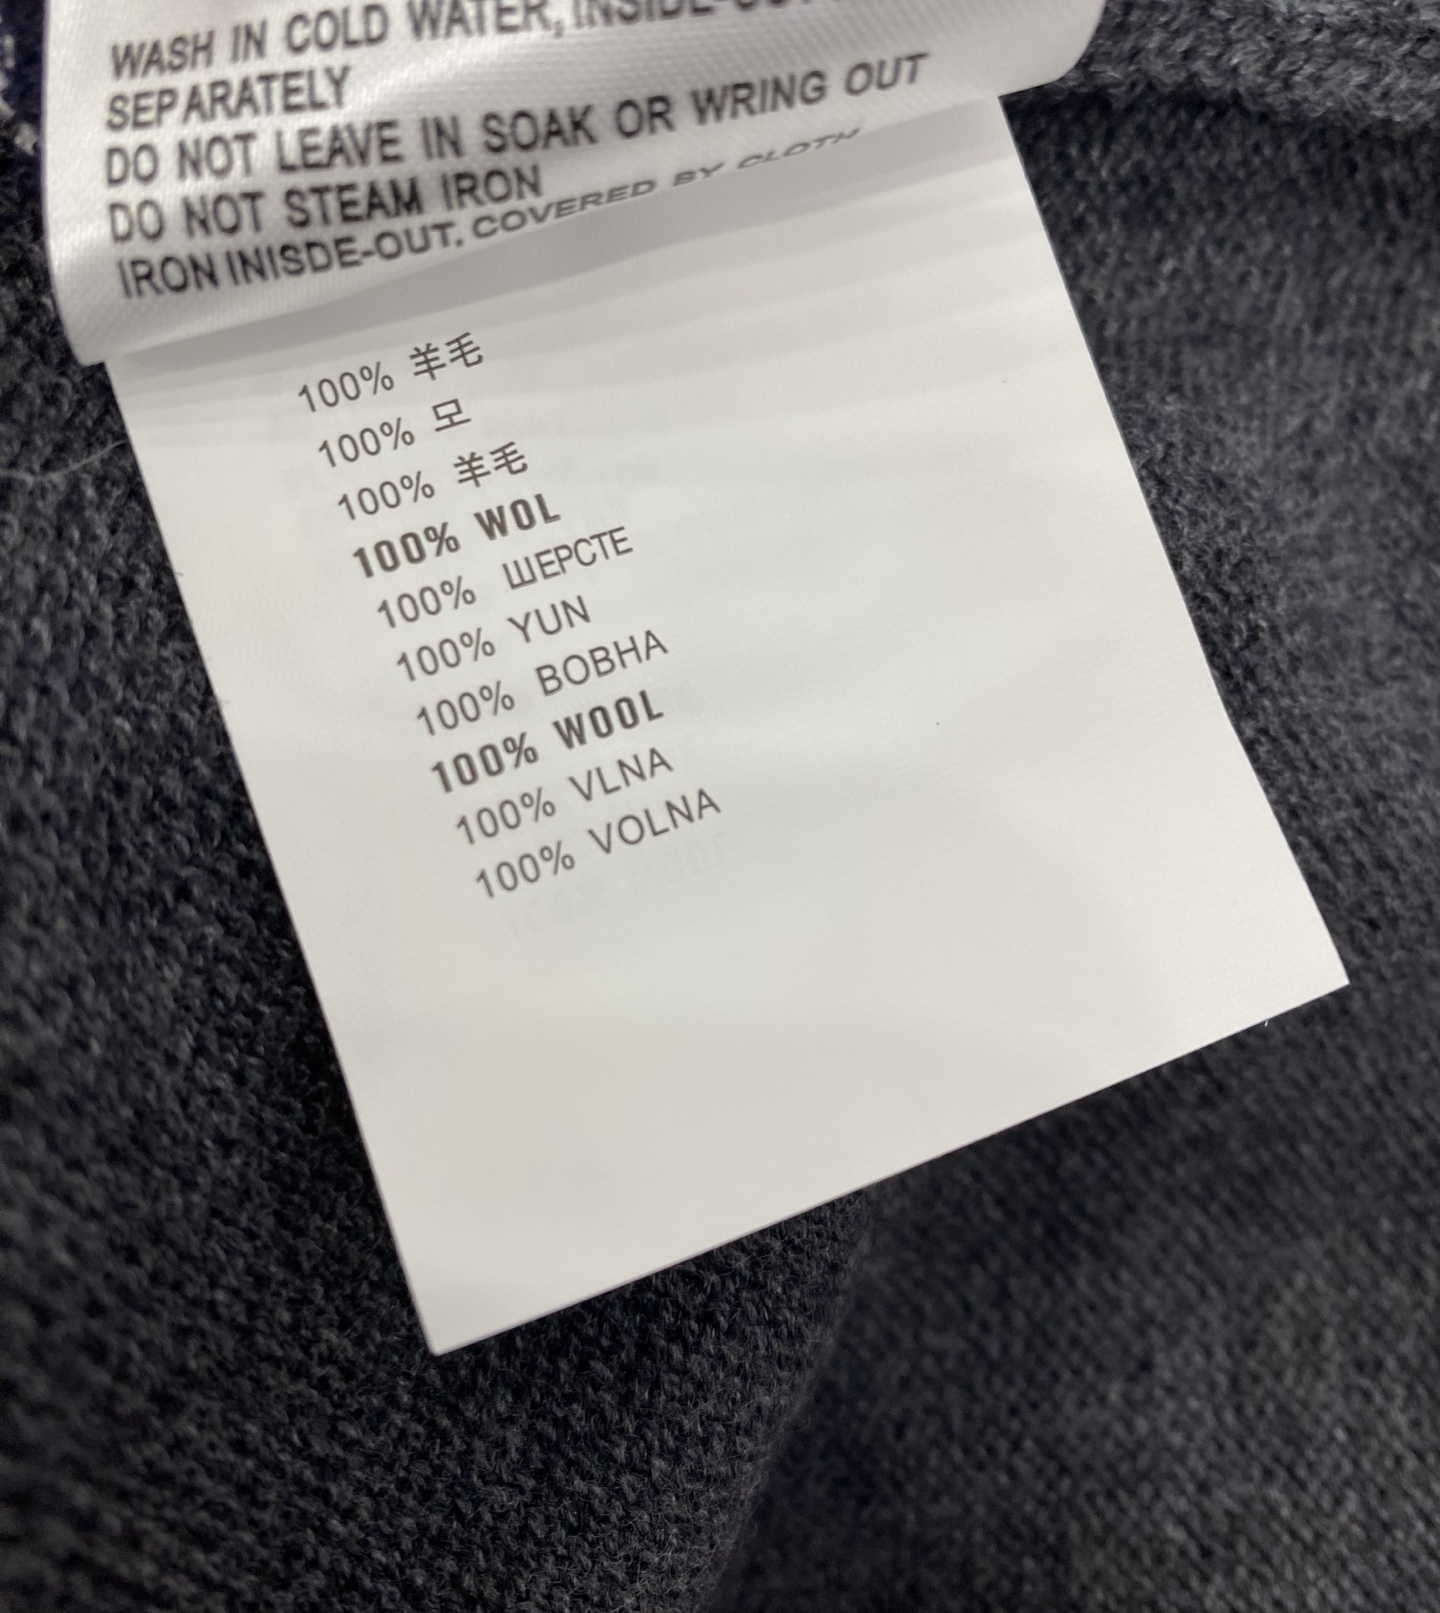 WASH IN COLD WATER, INSIDE-OUT
SEPARATELY
DO NOT LEAVE IN SOAK OR WRING OUT
DO NOT STEAM IRON
IRON INISDE-OUT, COVERED BY CLOTH
100% 羊毛
100% 모
100% 羊毛
100% WOL
100% ШЕРСТЕ
100% YUN
100% ВОВНА
100% WOOL
100% VLNA
100% VOLNA